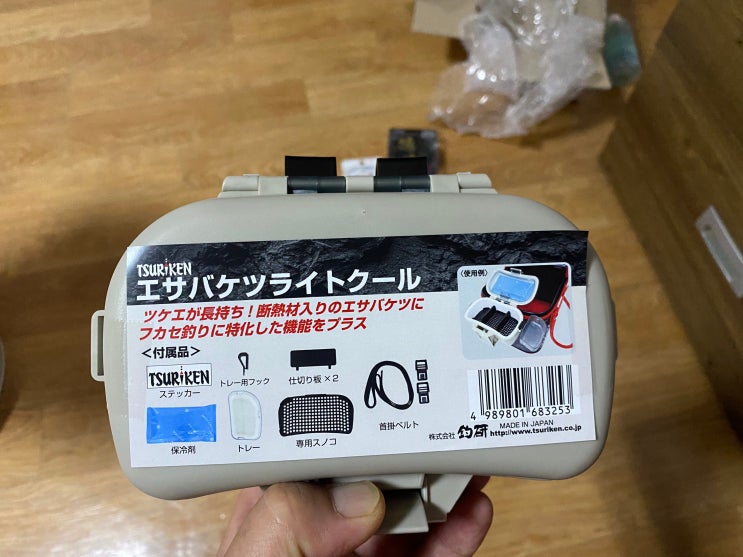 TSURiKEN
エサバケツライトクール
ツケエが長持ち！断熱材入りのエサバケツに
フカセ釣りに特化した機能をプラス
＜付属品＞
TSURiKEN
ステッカー
トレー用フック
仕切り板×2
保冷剤
トレー
専用スノコ
首掛ベルト
〈使用例〉
4 989801 683253
MADE IN JAPAN
株式会社 釣研 http://www.tsuriken.co.jp